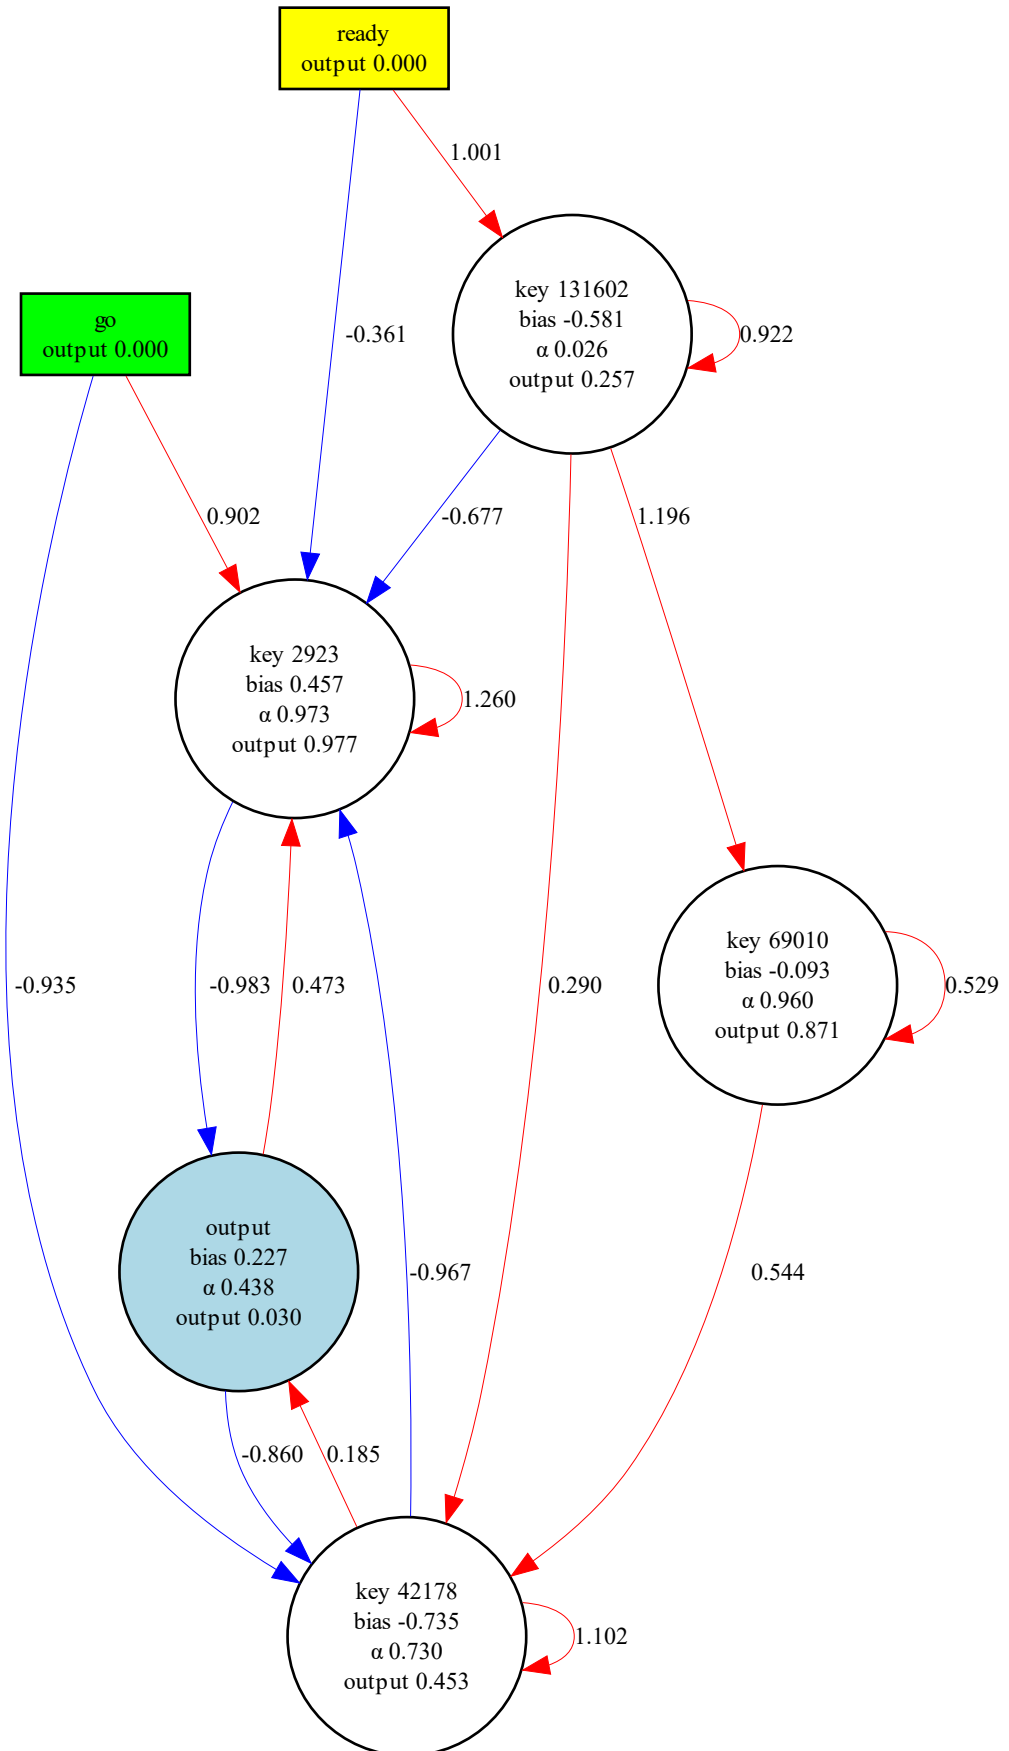 ready
output 0.000
1.001
key 131602
bias -0.581
α 0.026
output 0.257
0.922
go
output 0.000
-0.361
0.902
-0.677
1.196
key 2923
bias 0.457
α 0.973
output 0.977
1.260
key 69010
bias -0.093
α 0.960
output 0.871
0.529
-0.935
-0.983
0.473
0.290
output
bias 0.227
α 0.438
output 0.030
-0.967
0.544
-0.860
0.185
key 42178
bias -0.735
α 0.730
output 0.453
1.102